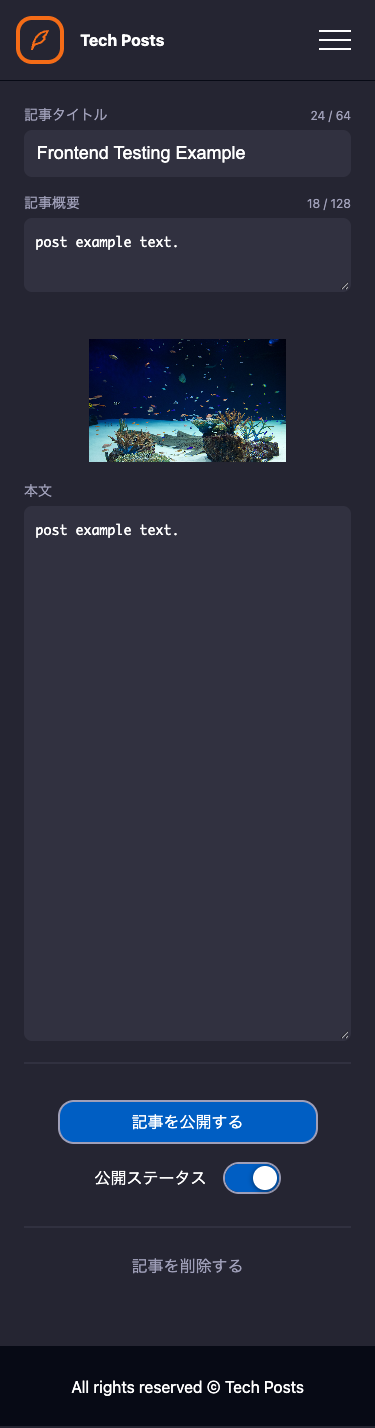 Tech Posts
記事タイトル 24 / 64
Frontend Testing Example
記事概要 18 / 128
post example text.
本文
post example text.
記事を公開する
公開ステータス
記事を削除する
All rights reserved © Tech Posts